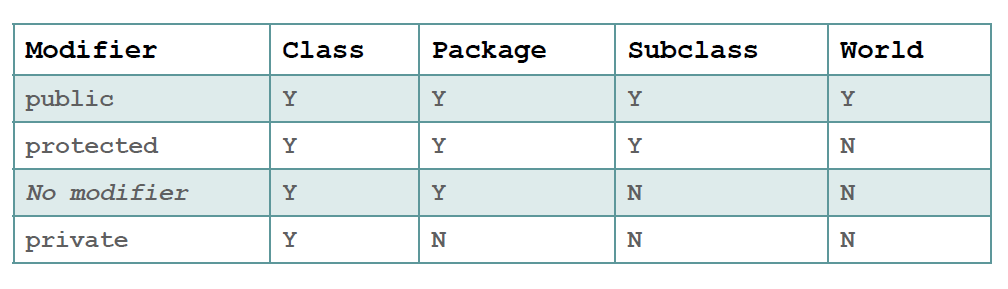 Modifier Class Package Subclass World
public Y Y Y Y
protected Y Y Y N
No modifier Y Y N N
private Y N N N